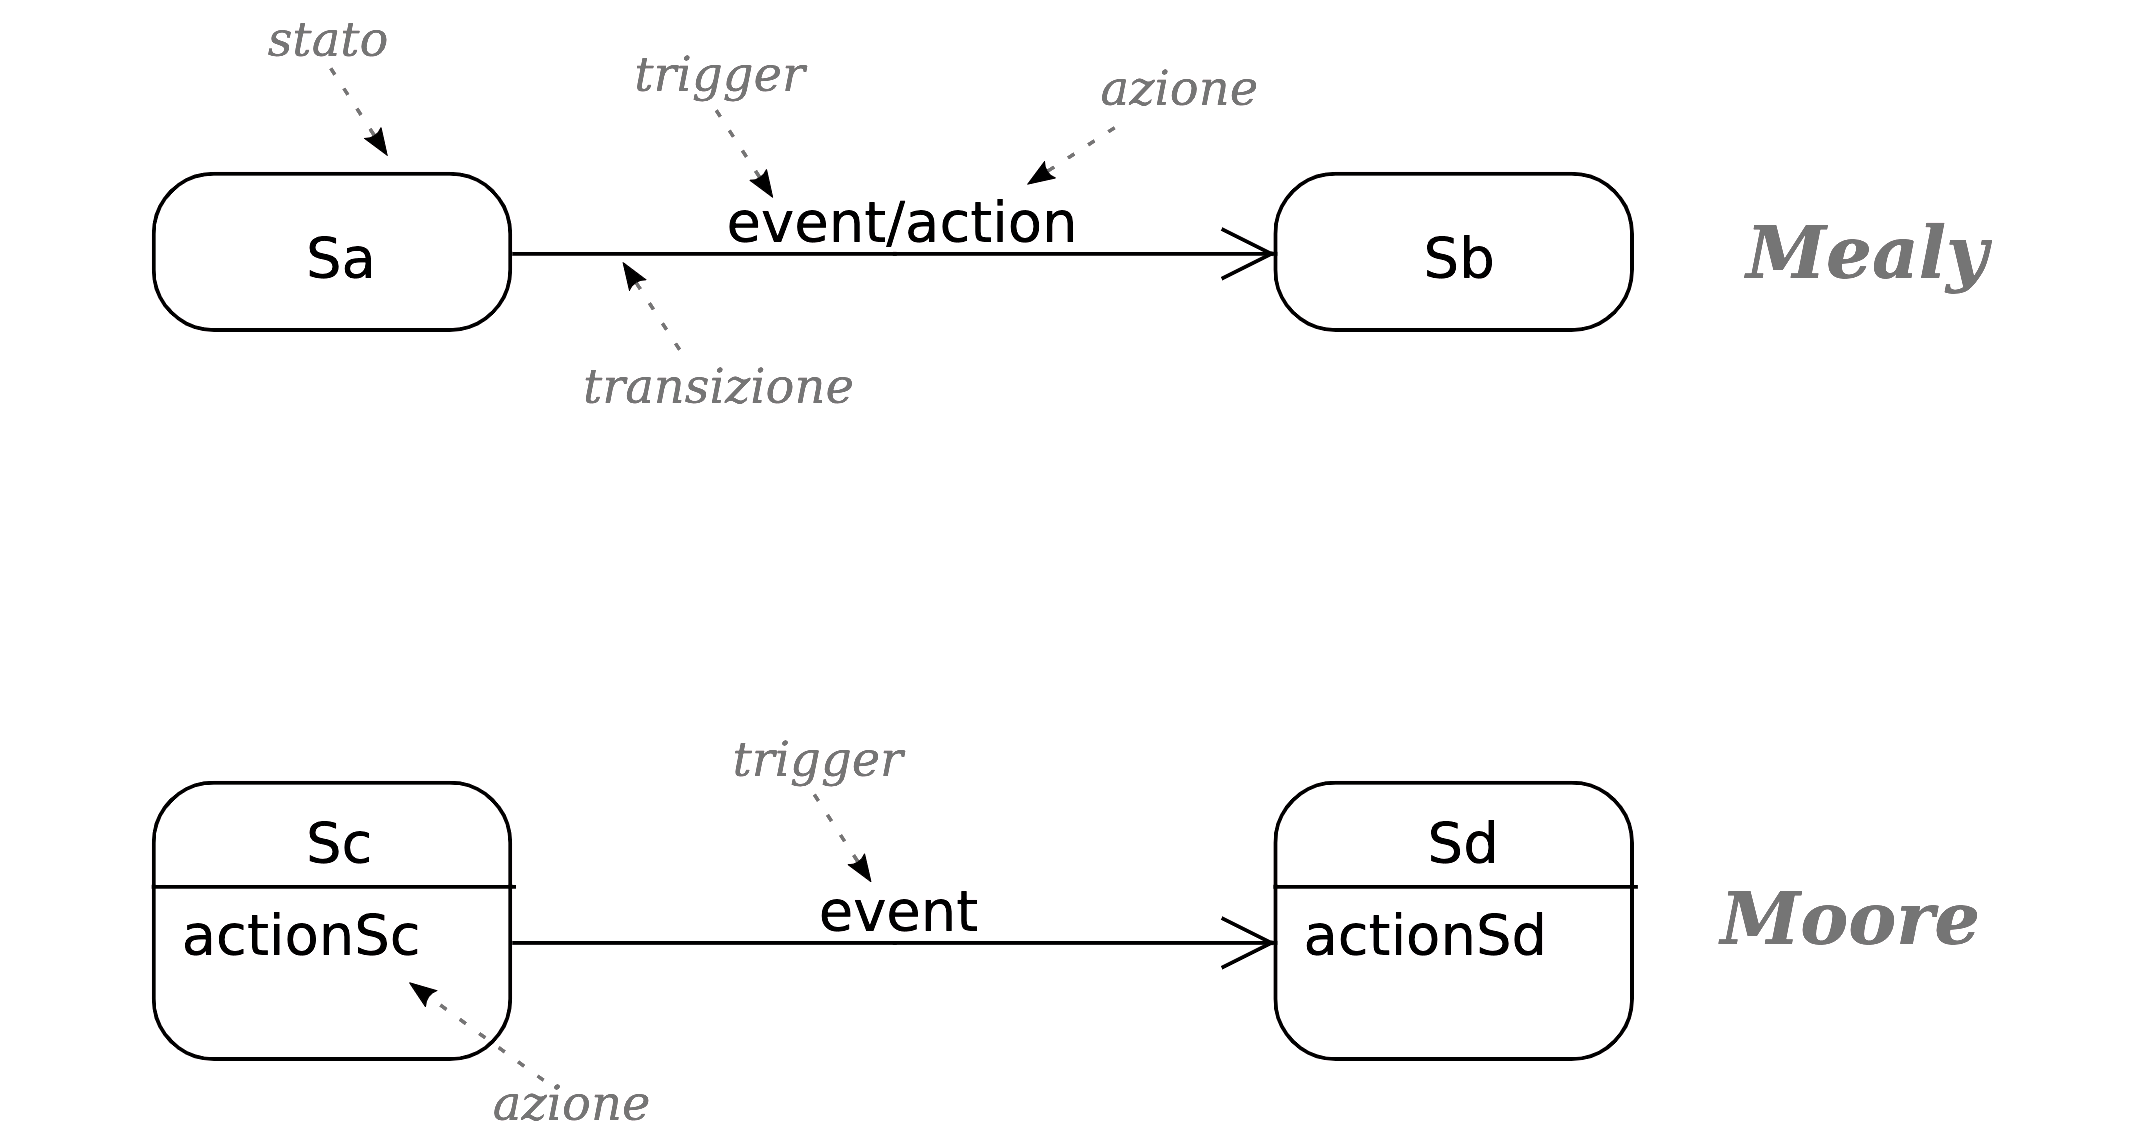 stato
trigger
azione
event/action
Sa
Sb
Mealy
transizione
trigger
Sc
Sd
event
actionSc
actionSd
Moore
azione